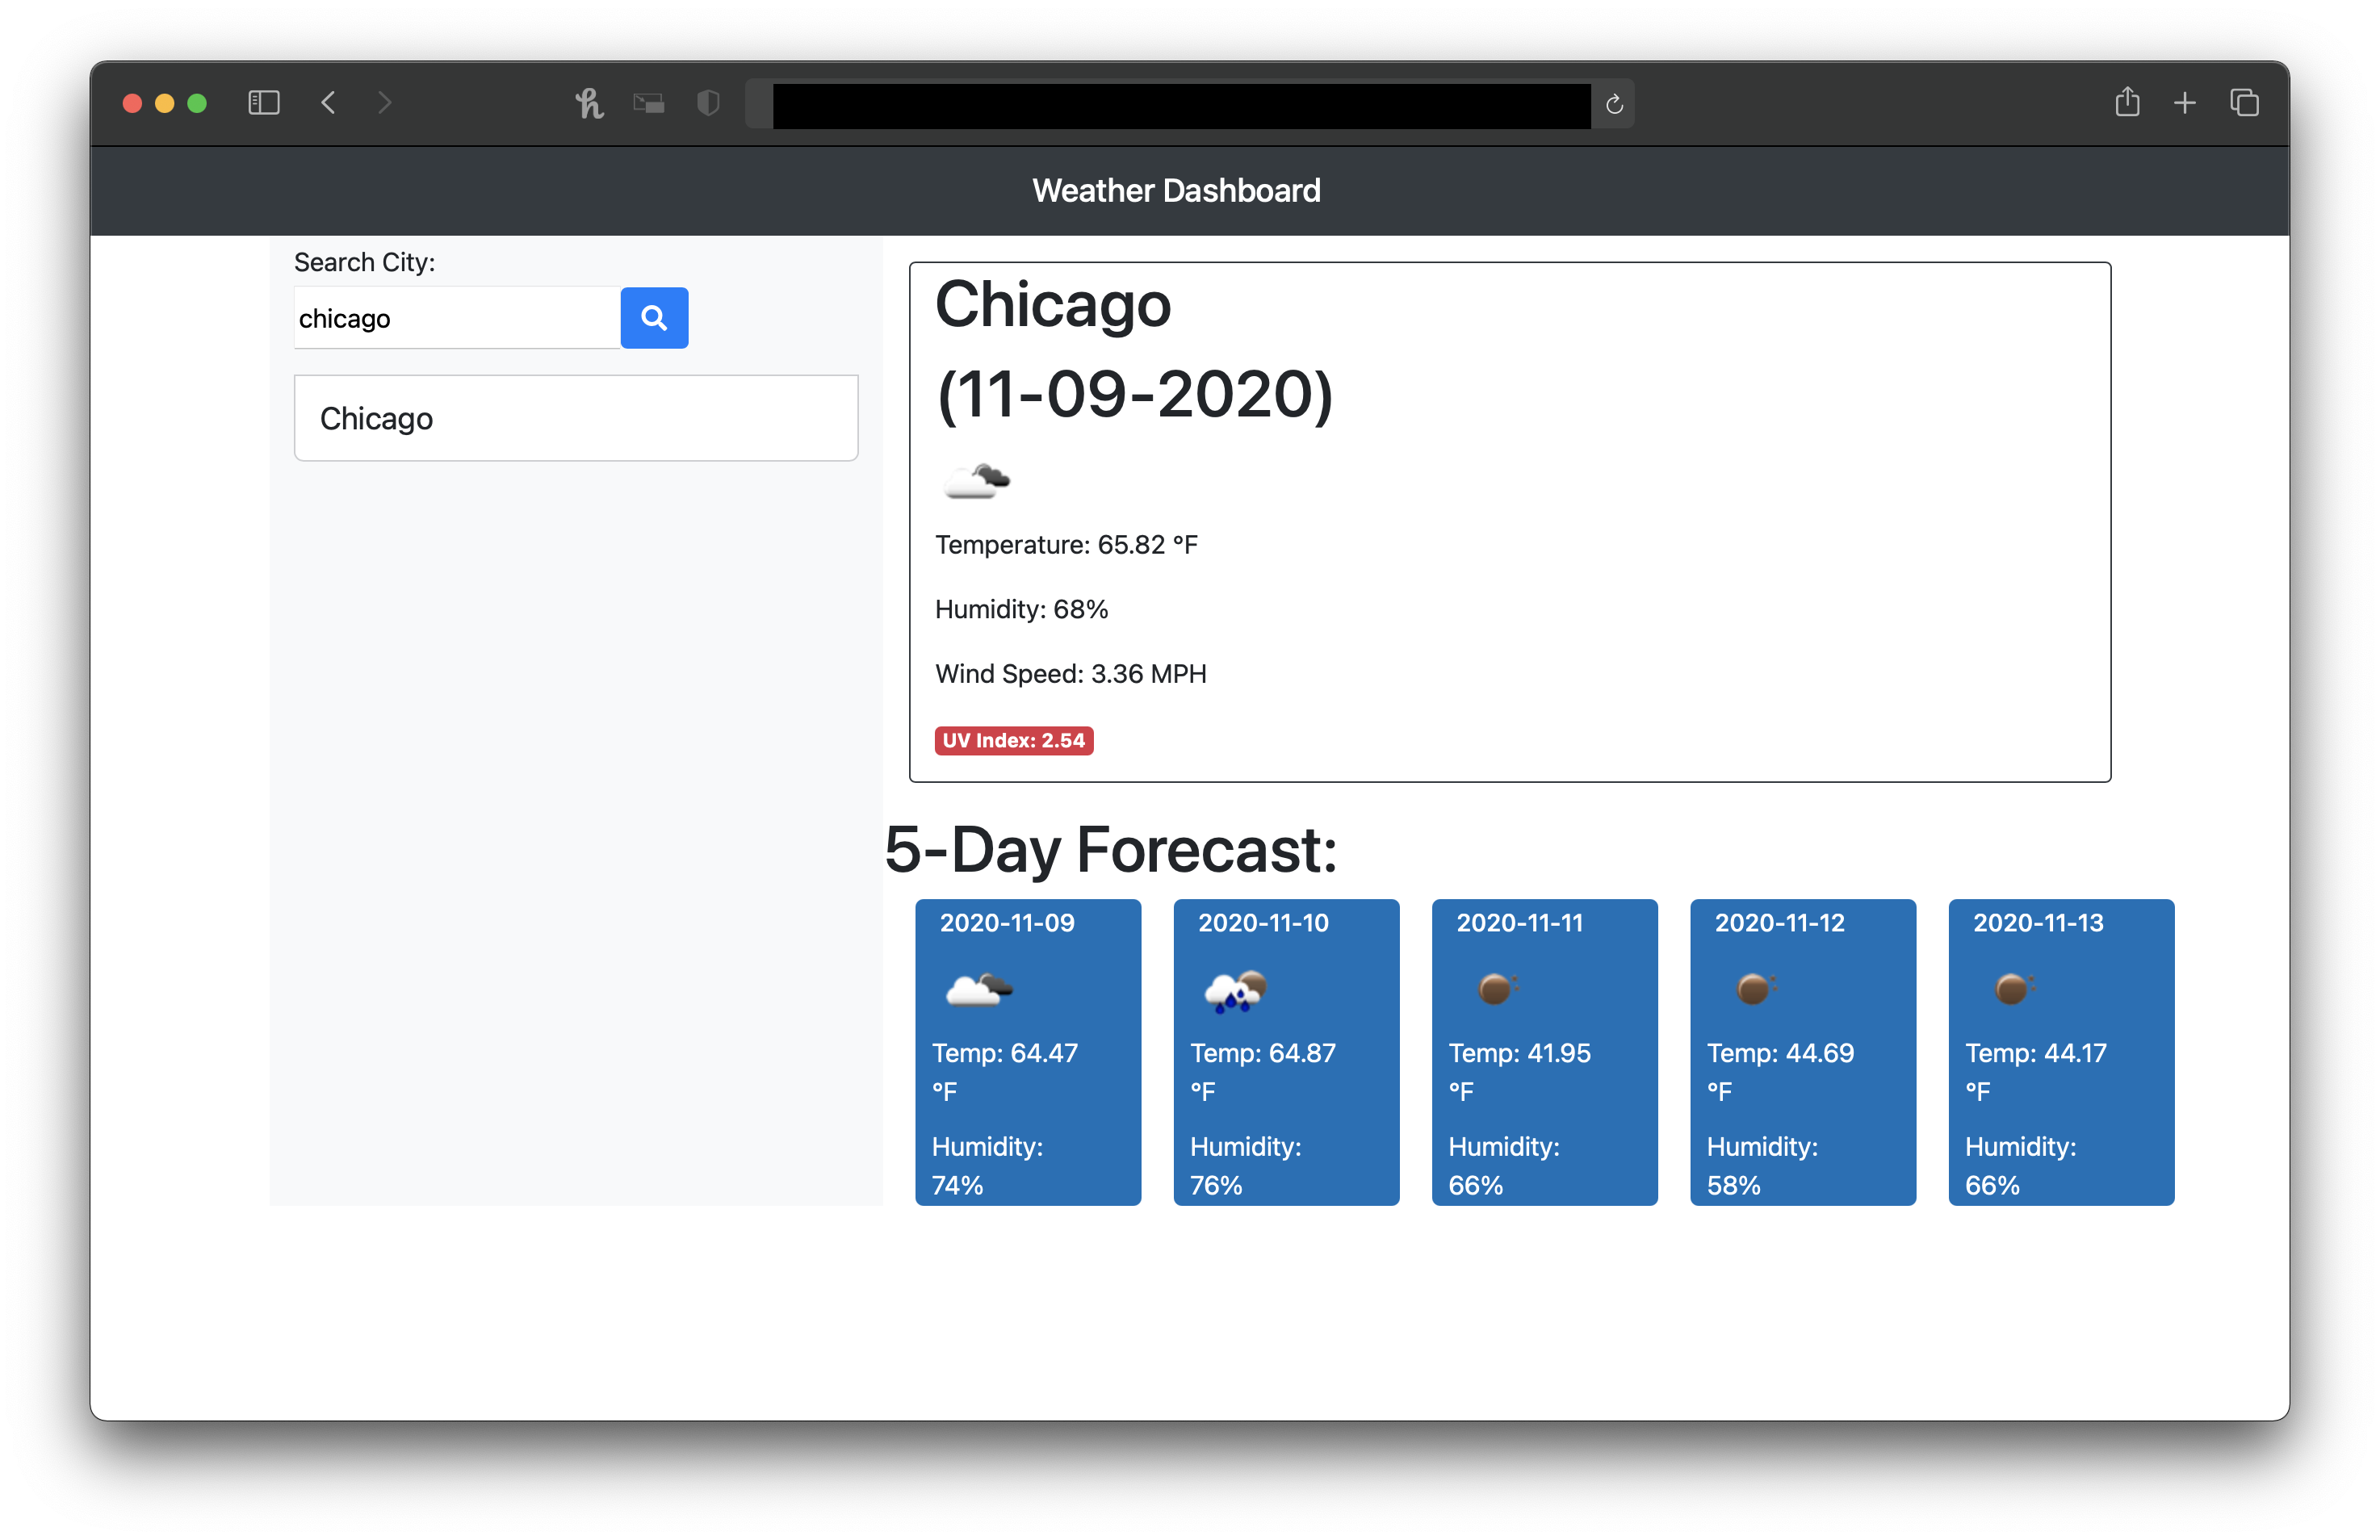 Weather Dashboard
Search City:
chicago
Chicago
Chicago
(11-09-2020)
Temperature: 65.82 °F
Humidity: 68%
Wind Speed: 3.36 MPH
UV Index: 2.54
5-Day Forecast:
2020-11-09
Temp: 64.47
°F
Humidity:
74%
2020-11-10
Temp: 64.87
°F
Humidity:
76%
2020-11-11
Temp: 41.95
°F
Humidity:
66%
2020-11-12
Temp: 44.69
°F
Humidity:
58%
2020-11-13
Temp: 44.17
°F
Humidity:
66%